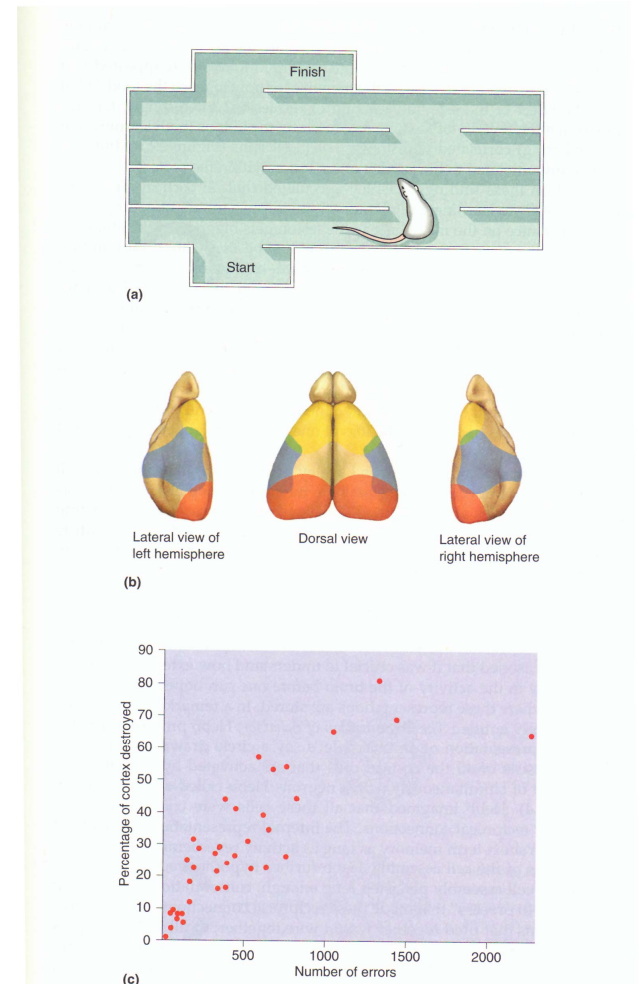 Finish
Start
(a)
Lateral view of
left hemisphere
Dorsal view
Lateral view of
right hemisphere
(b)
90
80
70
60
50
40
30
20
10
0
Percentage of cortex destroyed
500
1000
1500
2000
Number of errors
(c)